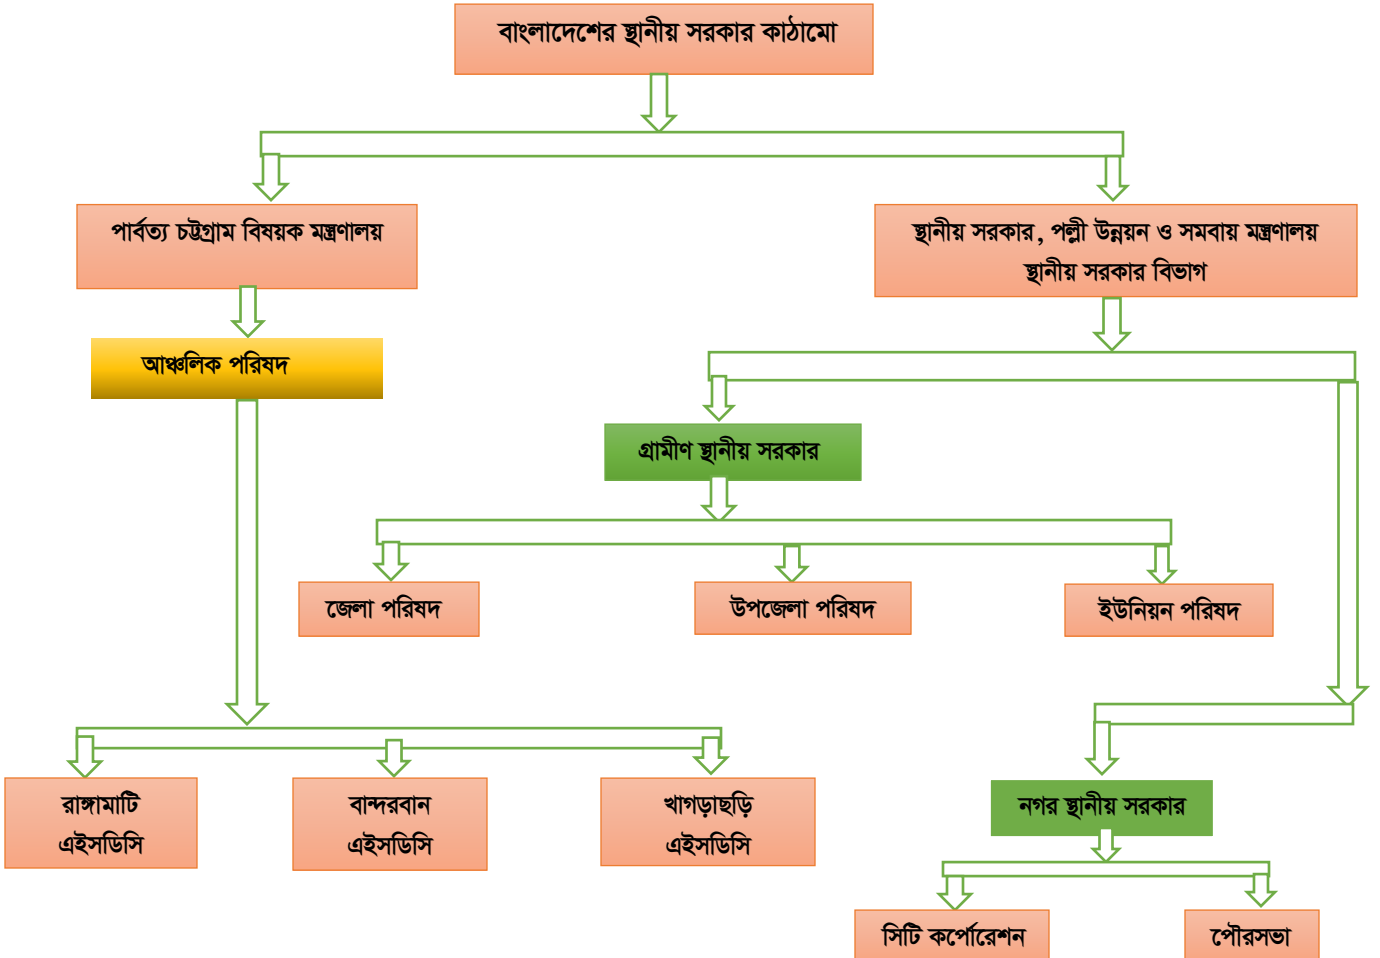 বাংলাদেশের স্থানীয় সরকার কাঠামো
পার্বত্য চট্টগ্রাম বিষয়ক মন্ত্রণালয়
স্থানীয় সরকার, পল্লী উন্নয়ন ও সমবায় মন্ত্রণালয়
স্থানীয় সরকার বিভাগ
আঞ্চলিক পরিষদ
গ্রামীণ স্থানীয় সরকার
জেলা পরিষদ
উপজেলা পরিষদ
ইউনিয়ন পরিষদ
রাঙ্গামাটি
এইসডিসি
বান্দরবান
এইসডিসি
খাগড়াছড়ি
এইসডিসি
নগর স্থানীয় সরকার
সিটি কর্পোরেশন
পৌরসভা